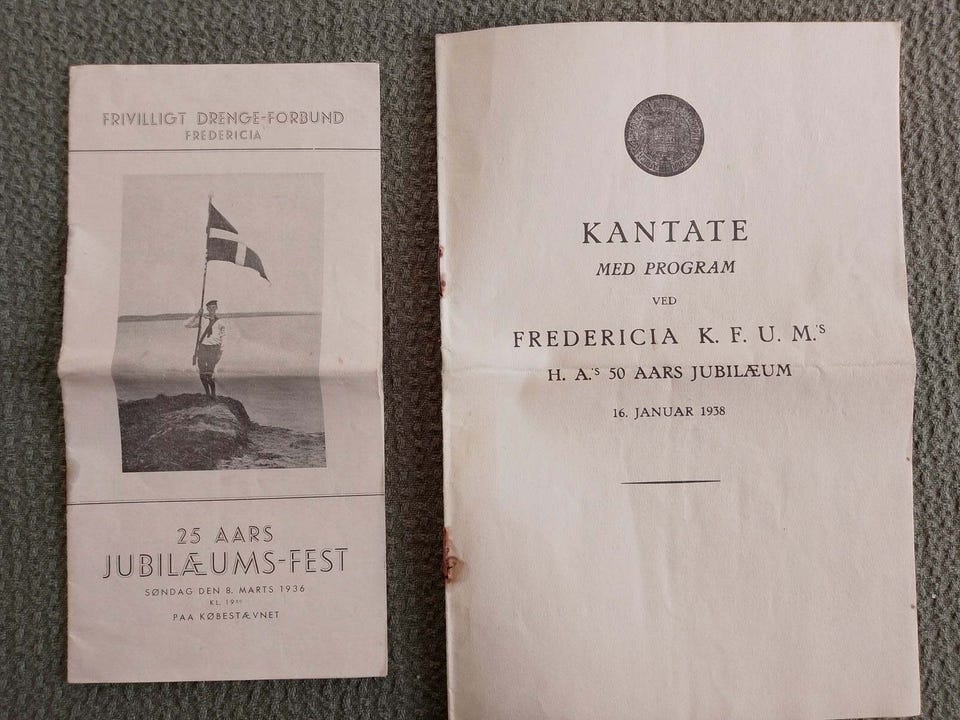 FRIVILLIGT DRENGE-FORBUND
FREDERICIA
25 AARS
JUBILÆUMS-FEST
SØNDAG DEN 8. MARTS 1936
KL. 19⁰⁰
PAA KØBESTÆVNET
KANTATE
MED PROGRAM
VED
FREDERICIA K. F. U. M.'S
H. A.'S 50 AARS JUBILÆUM
16. JANUAR 1938